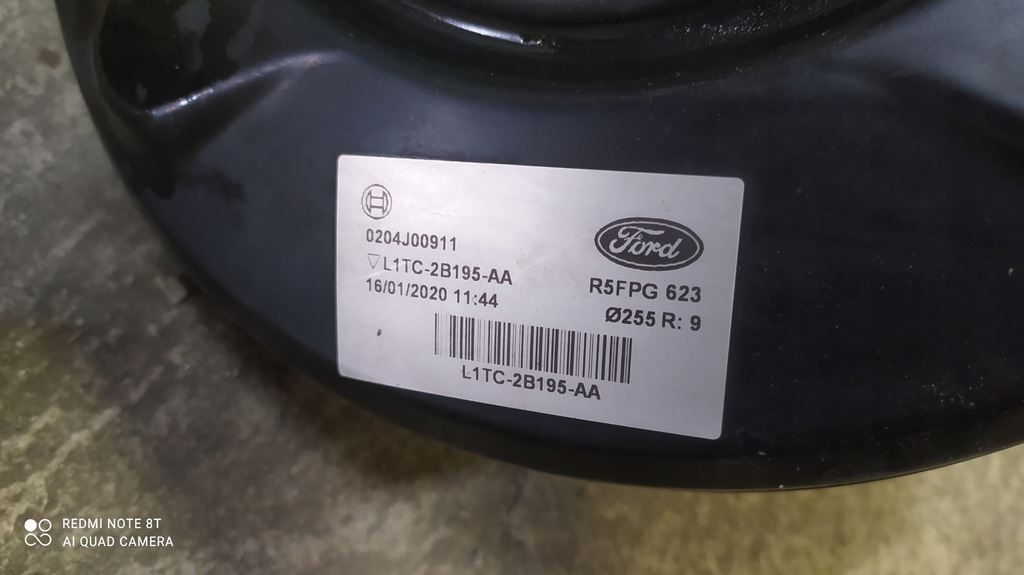 0204J00911
Ford
▽L1TC-2B195-AA
R5FPG 623
16/01/2020 11:44
Ø255 R: 9
L1TC-2B195-AA
REDMI NOTE 8T
AI QUAD CAMERA